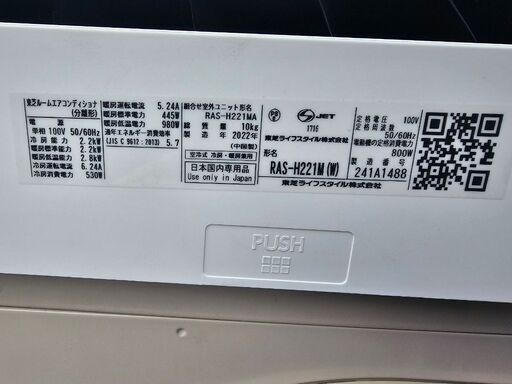 東芝ルームエアコンディショナ
(分離形)
電　源
単相 100V 50/60Hz
冷房能力 2.2kW
暖房能力 2.2kW
暖房低温能力 2.8kW
冷房運転電流 6.24A
冷房消費電力 530W
暖房運転電流 5.24A
暖房標準電力 445W
暖房低温電力 980W
通年エネルギー消費効率
(JIS C 9612:2013) 5.7
組合せ室外ユニット形名
RAS-H221MA
総質量 10kg
製造年 2022年
(中国製)
空冷式 冷房・暖房兼用
日本国内専用品
Use only in Japan
PS
E
JET
1716
東芝ライフスタイル株式会社
形名
RAS-H221M(W)
東芝ライフスタイル株式会社
定格電圧 100V
定格周波数
50/60Hz
電動機の定格消費電力
800W
製造番号
241A1488
PUSH